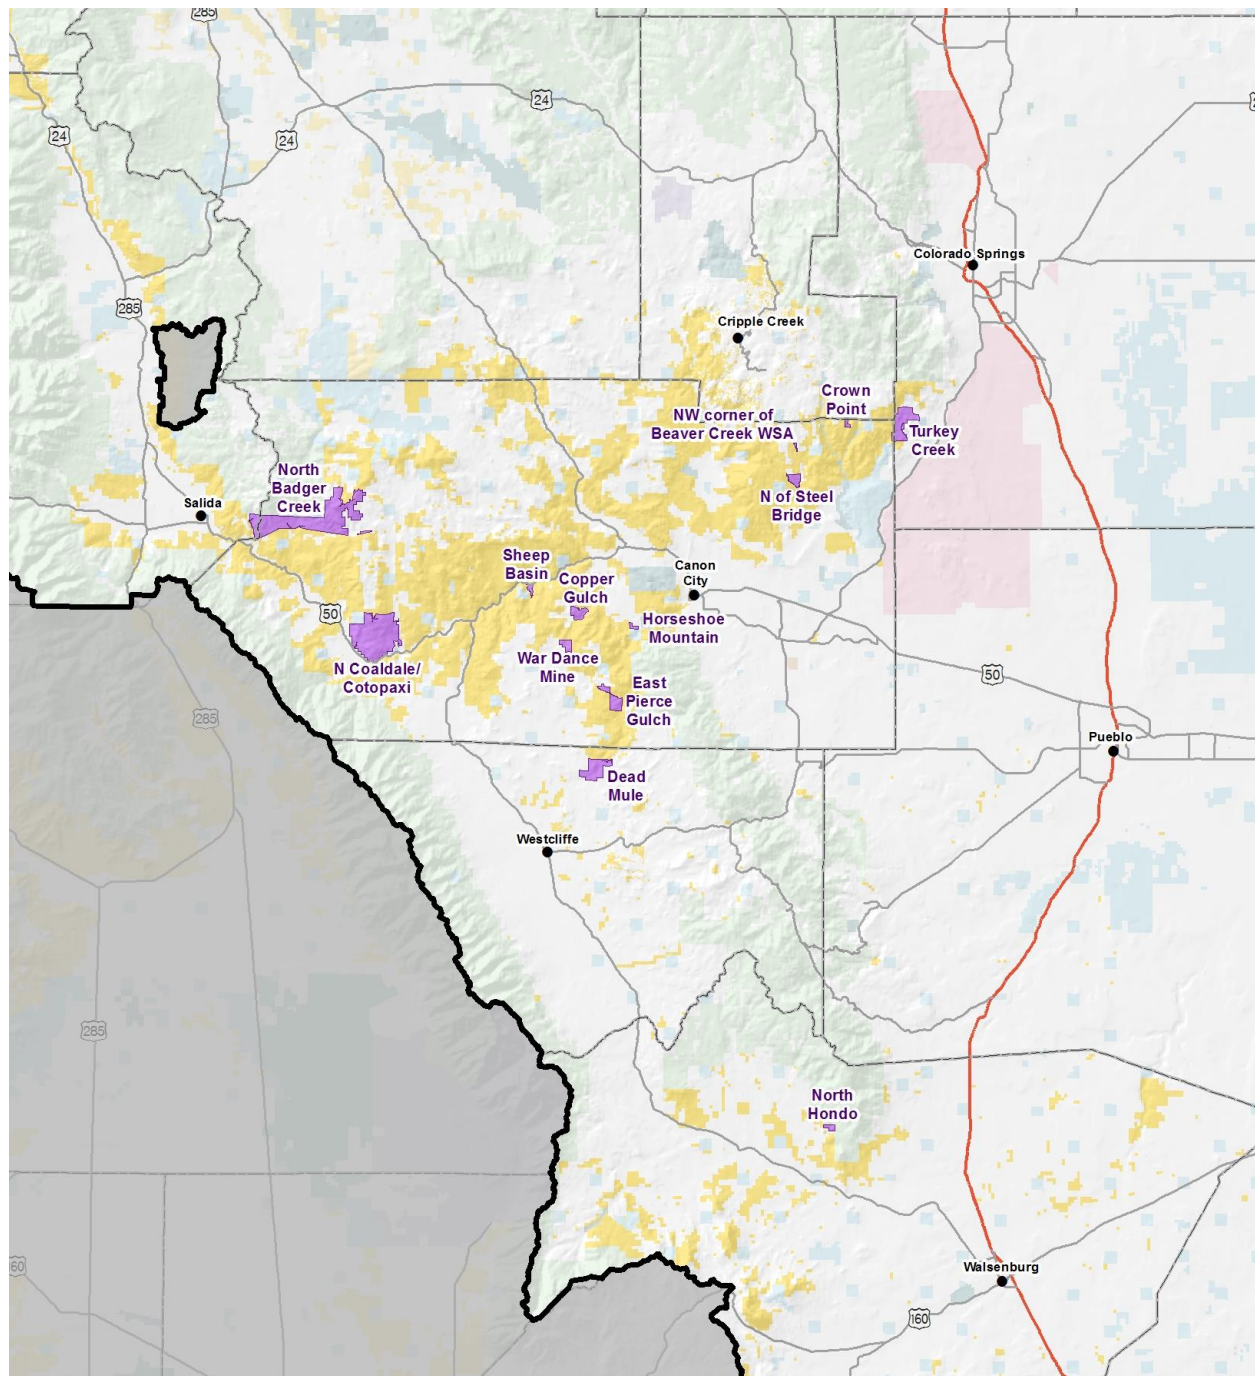 285
24
24
24
Colorado Springs
285
Cripple Creek
Crown
Point
NW corner of
Beaver Creek WSA
Turkey
Creek
North
Badger
Creek
N of Steel
Bridge
Salida
Sheep
Basin
Copper
Gulch
Canon
City
50
Horseshoe
Mountain
War Dance
Mine
N Coaldale/
Cotopaxi
East
Pierce
Gulch
50
285
Pueblo
Dead
Mule
Westcliffe
285
North
Hondo
60
Walsenburg
160